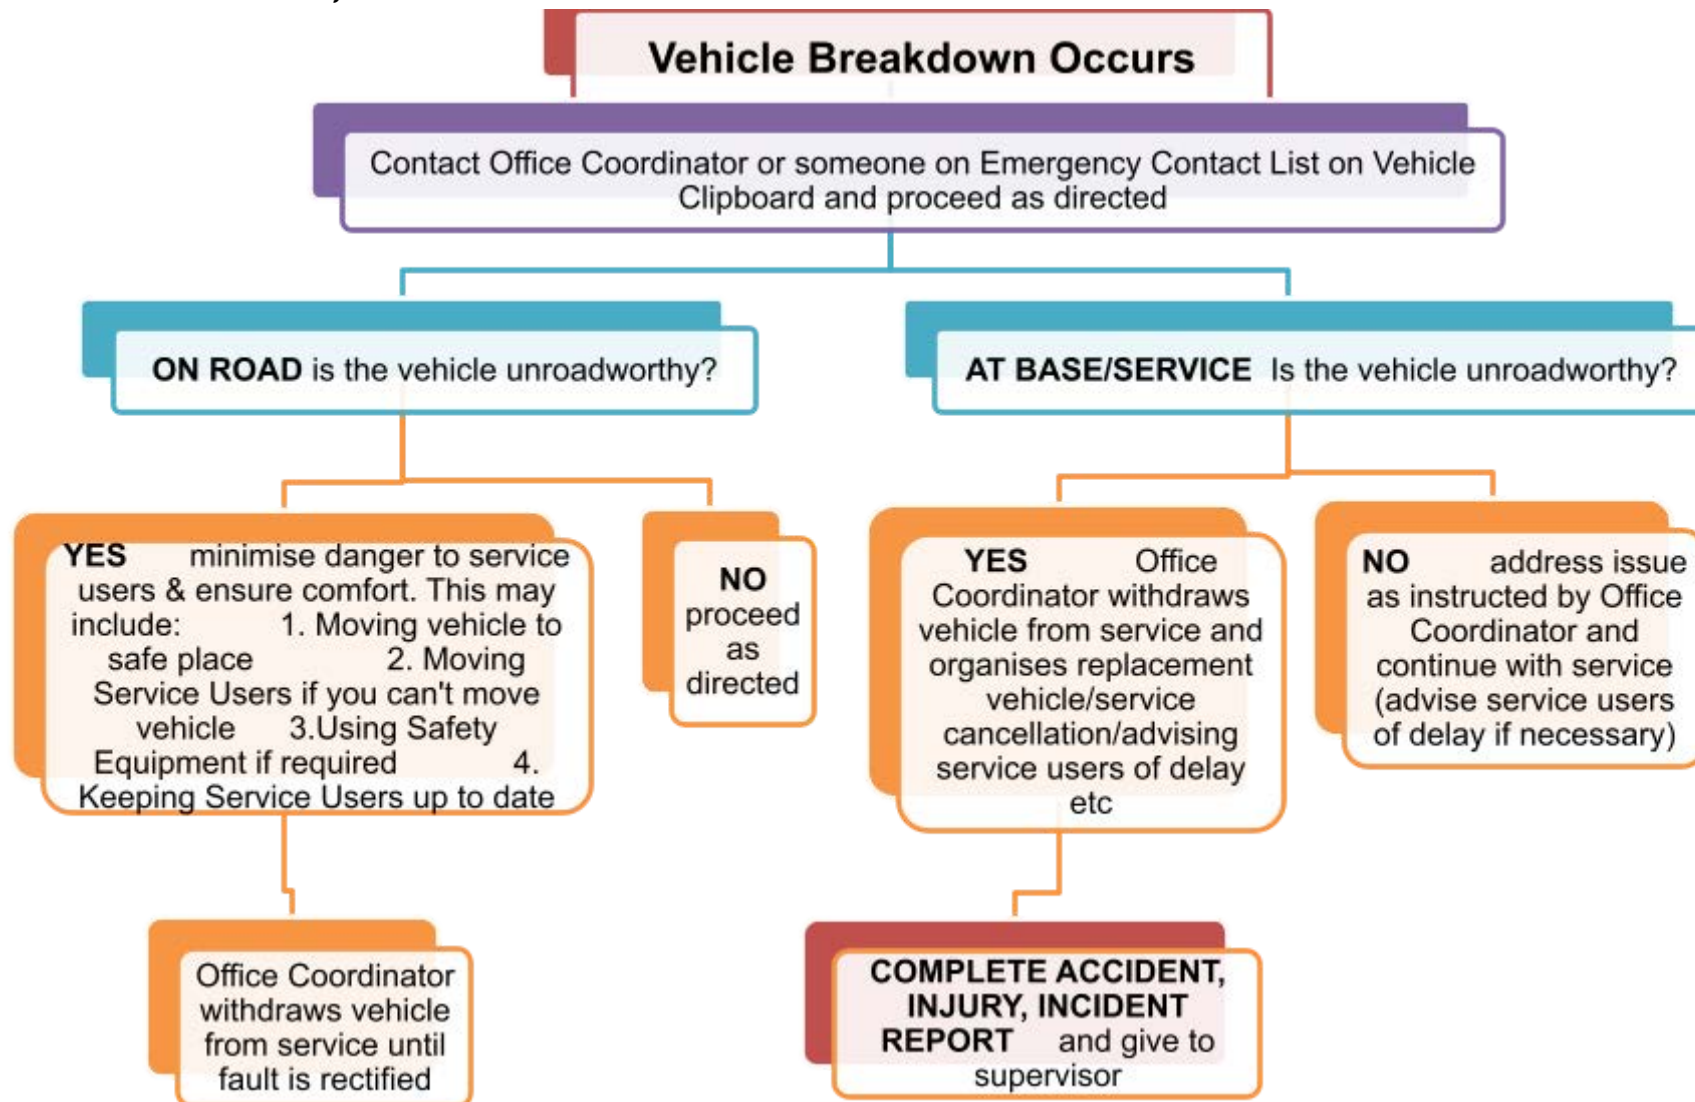 Vehicle Breakdown Occurs
Contact Office Coordinator or someone on Emergency Contact List on Vehicle
Clipboard and proceed as directed
ON ROAD is the vehicle unroadworthy?
AT BASE/SERVICE Is the vehicle unroadworthy?
YES minimise danger to service
users & ensure comfort. This may
include: 1. Moving vehicle to
safe place 2. Moving
Service Users if you can't move
vehicle 3.Using Safety
Equipment if required 4.
Keeping Service Users up to date
NO
proceed
as
directed
YES Office
Coordinator withdraws
vehicle from service and
organises replacement
vehicle/service
cancellation/advising
service users of delay
etc
NO address issue
as instructed by Office
Coordinator and
continue with service
(advise service users
of delay if necessary)
Office Coordinator
withdraws vehicle
from service until
fault is rectified
COMPLETE ACCIDENT,
INJURY, INCIDENT
REPORT and give to
supervisor